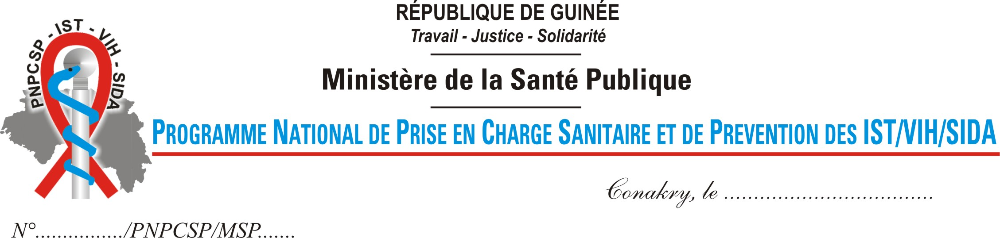 PNPCSP - IST - VIH - SIDA
RÉPUBLIQUE DE GUINÉE
Travail - Justice - Solidarité
Ministère de la Santé Publique
PROGRAMME NATIONAL DE PRISE EN CHARGE SANITAIRE ET DE PREVENTION DES IST/VIH/SIDA
Conakry, le ...................................
N°................/PNPCSP/MSP.......